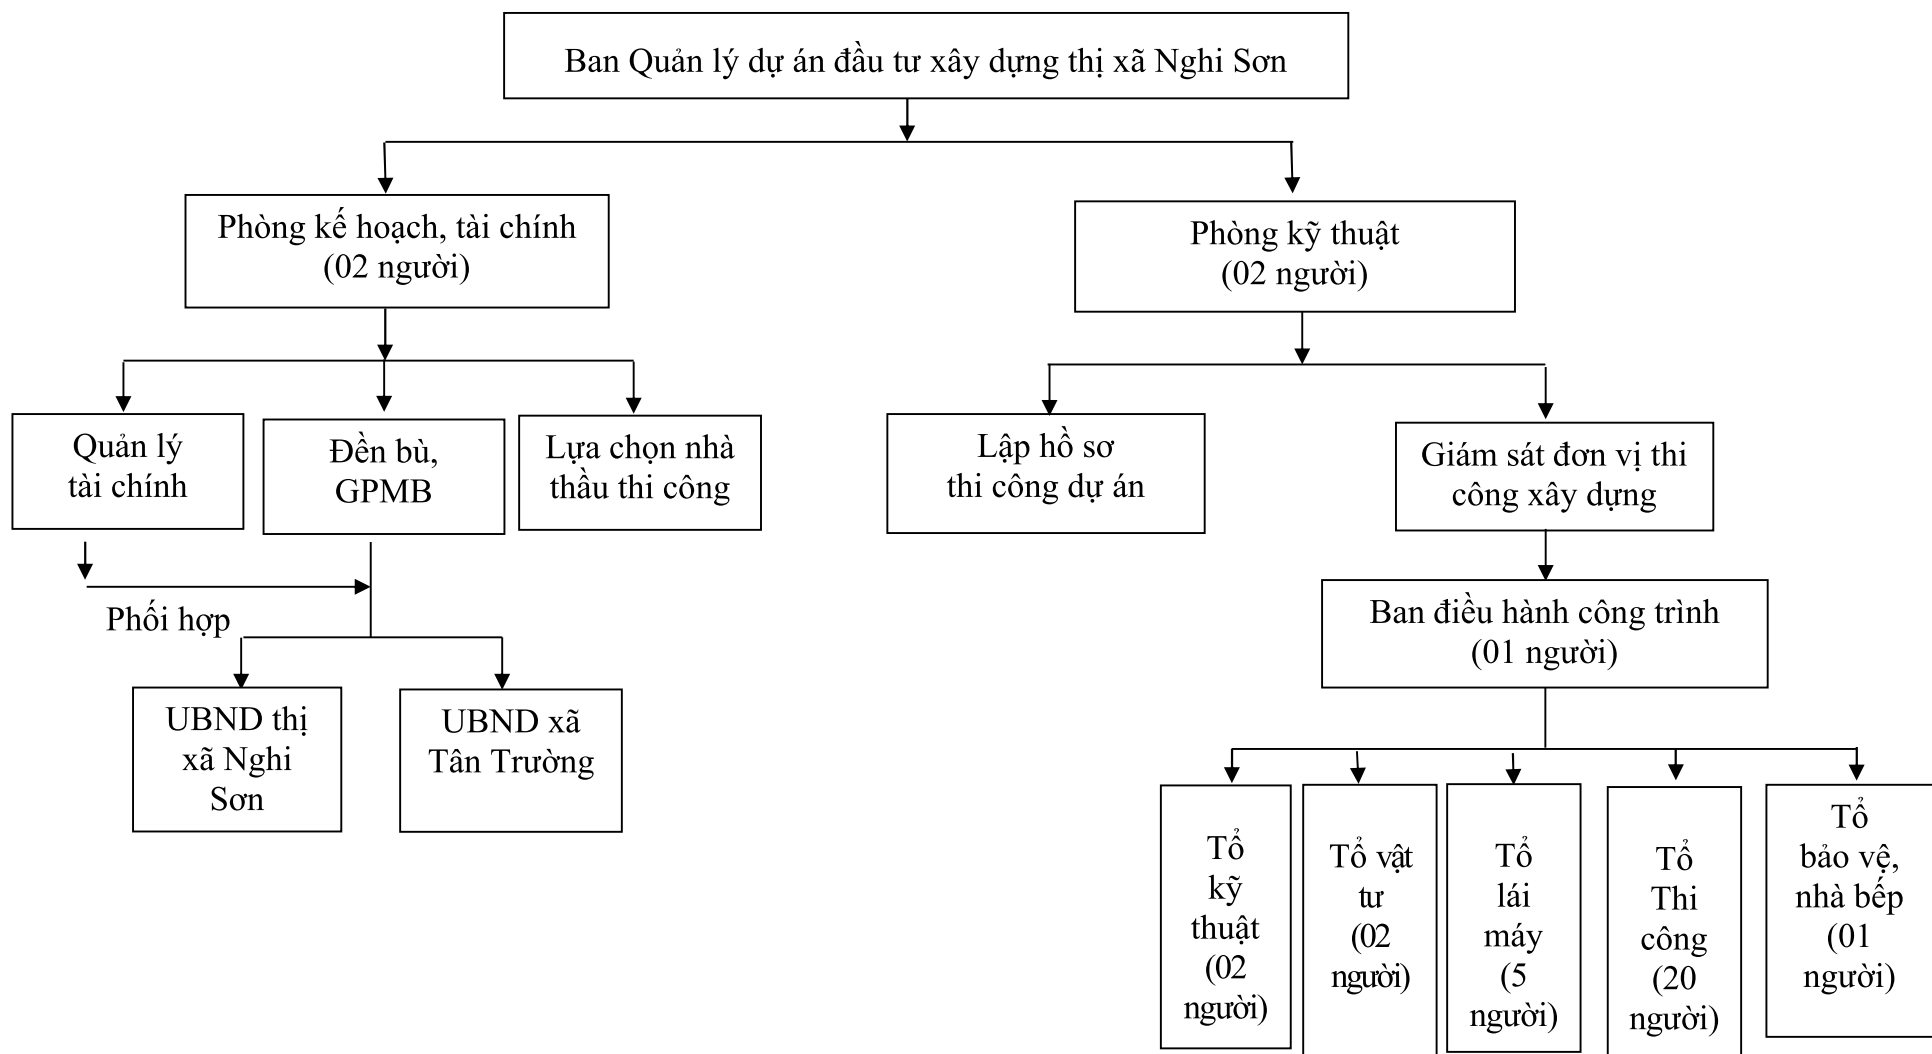 Ban Quản lý dự án đầu tư xây dựng thị xã Nghi Sơn
Phòng kế hoạch, tài chính
(02 người)
Phòng kỹ thuật
(02 người)
Quản lý
tài chính
Đền bù,
GPMB
Lựa chọn nhà
thầu thi công
Lập hồ sơ
thi công dự án
Giám sát đơn vị thi
công xây dựng
Phối hợp
Ban điều hành công trình
(01 người)
UBND thị
xã Nghi
Sơn
UBND xã
Tân Trường
Tổ
kỹ
thuật
(02
người)
Tổ vật
tư
(02
người)
Tổ
lái
máy
(5
người)
Tổ
Thi
công
(20
người)
Tổ
bảo vệ,
nhà bếp
(01
người)